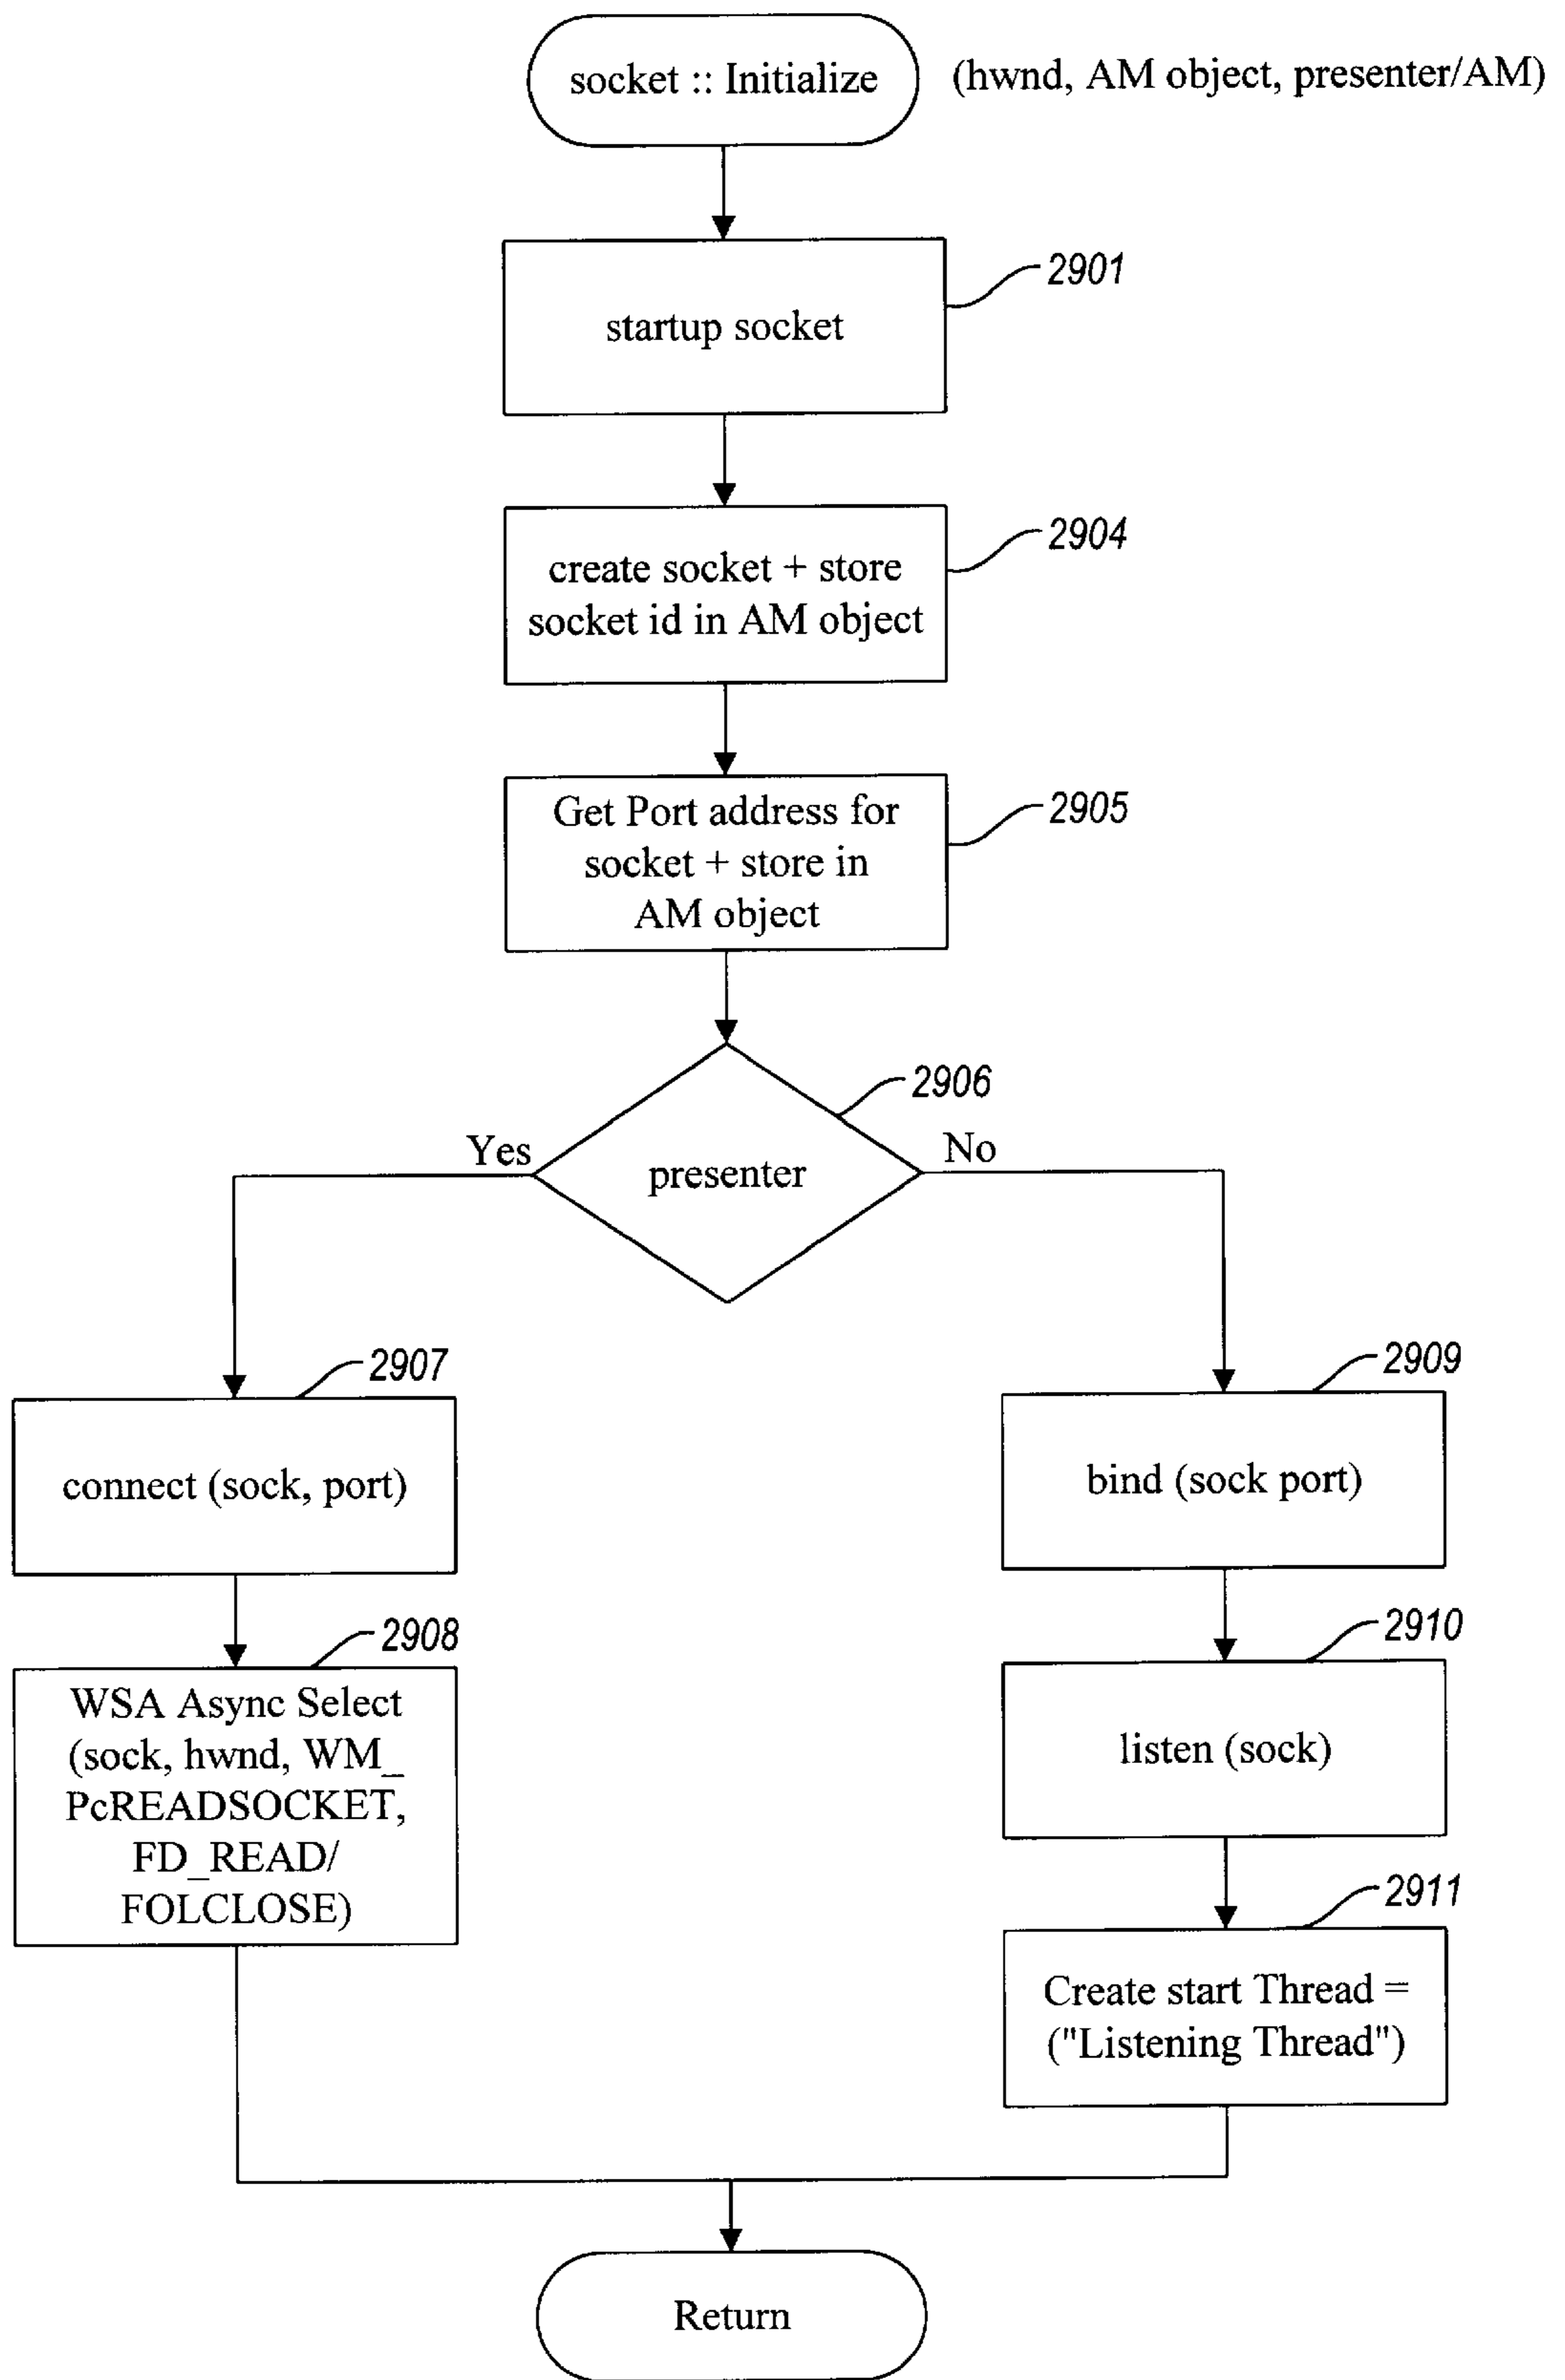 socket :: Initialize
(hwnd, AM object, presenter/AM)
2901
startup socket
2904
create socket + store
socket id in AM object
2905
Get Port address for
socket + store in
AM object
2906
Yes
No
presenter
2907
2909
connect (sock, port)
bind (sock port)
2908
2910
WSA Async Select
(sock, hwnd, WM_
PcREADSOCKET,
FD_READ/
FOLCLOSE)
listen (sock)
2911
Create start Thread =
("Listening Thread")
Return